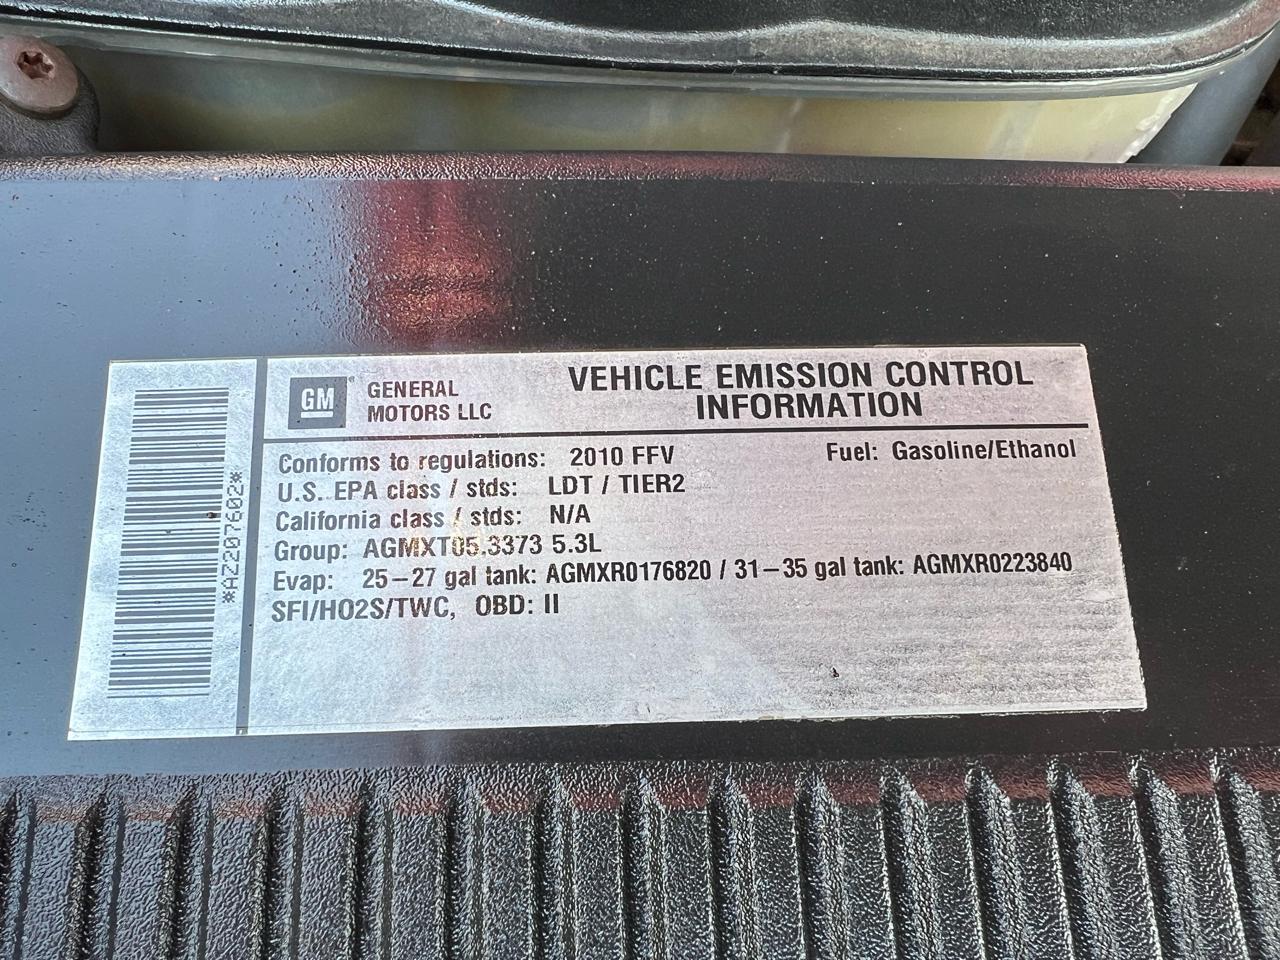 *AZ207602*
GM
GENERAL
MOTORS LLC
VEHICLE EMISSION CONTROL
INFORMATION
Conforms to regulations: 2010 FFV Fuel: Gasoline/Ethanol
U.S. EPA class / stds: LDT / TIER2
California class / stds: N/A
Group: AGMXT05.3373 5.3L
Evap: 25-27 gal tank: AGMXR0176820 / 31-35 gal tank: AGMXR0223840
SFI/HO2S/TWC, OBD: II